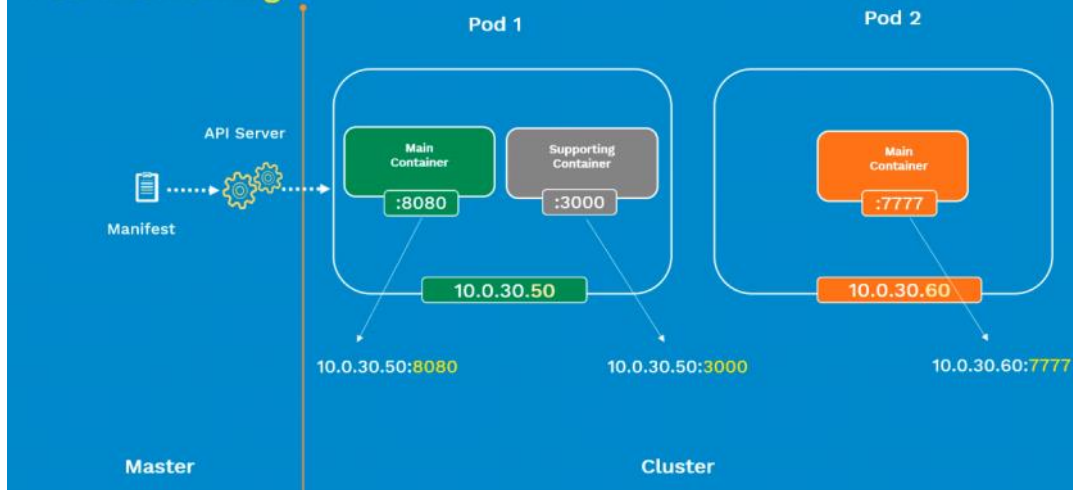 Pod 1
Pod 2
API Server
Manifest
Main
Container
:8080
Supporting
Container
:3000
Main
Container
:7777
10.0.30.50
10.0.30.60
10.0.30.50:8080
10.0.30.50:3000
10.0.30.60:7777
Master
Cluster